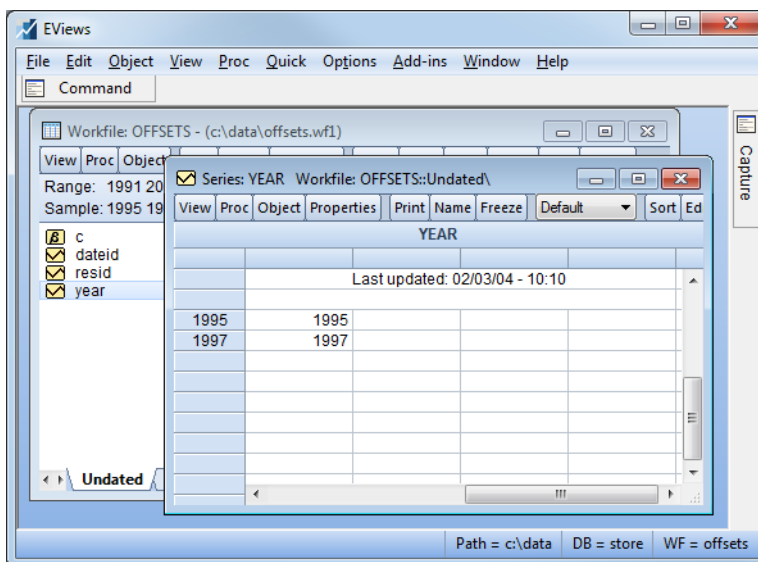 EViews
File Edit Object View Proc Quick Options Add-ins Window Help
Command
Capture
Workfile: OFFSETS - (c:\data\offsets.wf1)
View Proc Object
Range: 1991 20
Sample: 1995 19
β c
dateid
resid
year
Undated
Series: YEAR Workfile: OFFSETS::Undated\
View Proc Object Properties Print Name Freeze Default Sort Ed
YEAR
Last updated: 02/03/04 - 10:10
1995 1995
1997 1997
Path = c:\data DB = store WF = offsets